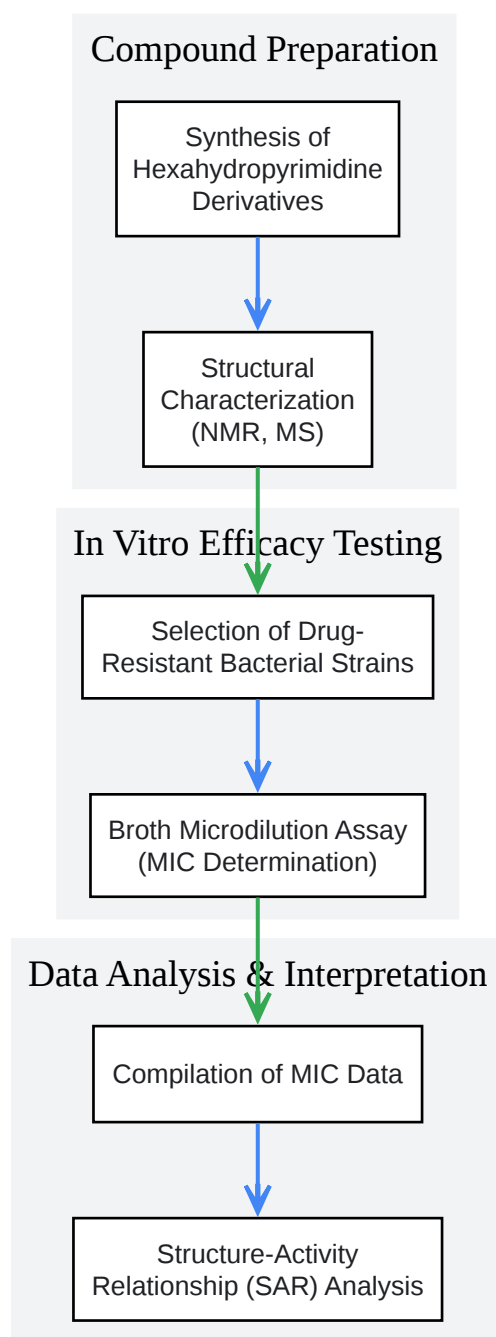 Compound Preparation
Synthesis of
Hexahydropyrimidine
Derivatives
Structural
Characterization
(NMR, MS)
In Vitro Efficacy Testing
Selection of Drug-
Resistant Bacterial Strains
Broth Microdilution Assay
(MIC Determination)
Data Analysis & Interpretation
Compilation of MIC Data
Structure-Activity
Relationship (SAR) Analysis